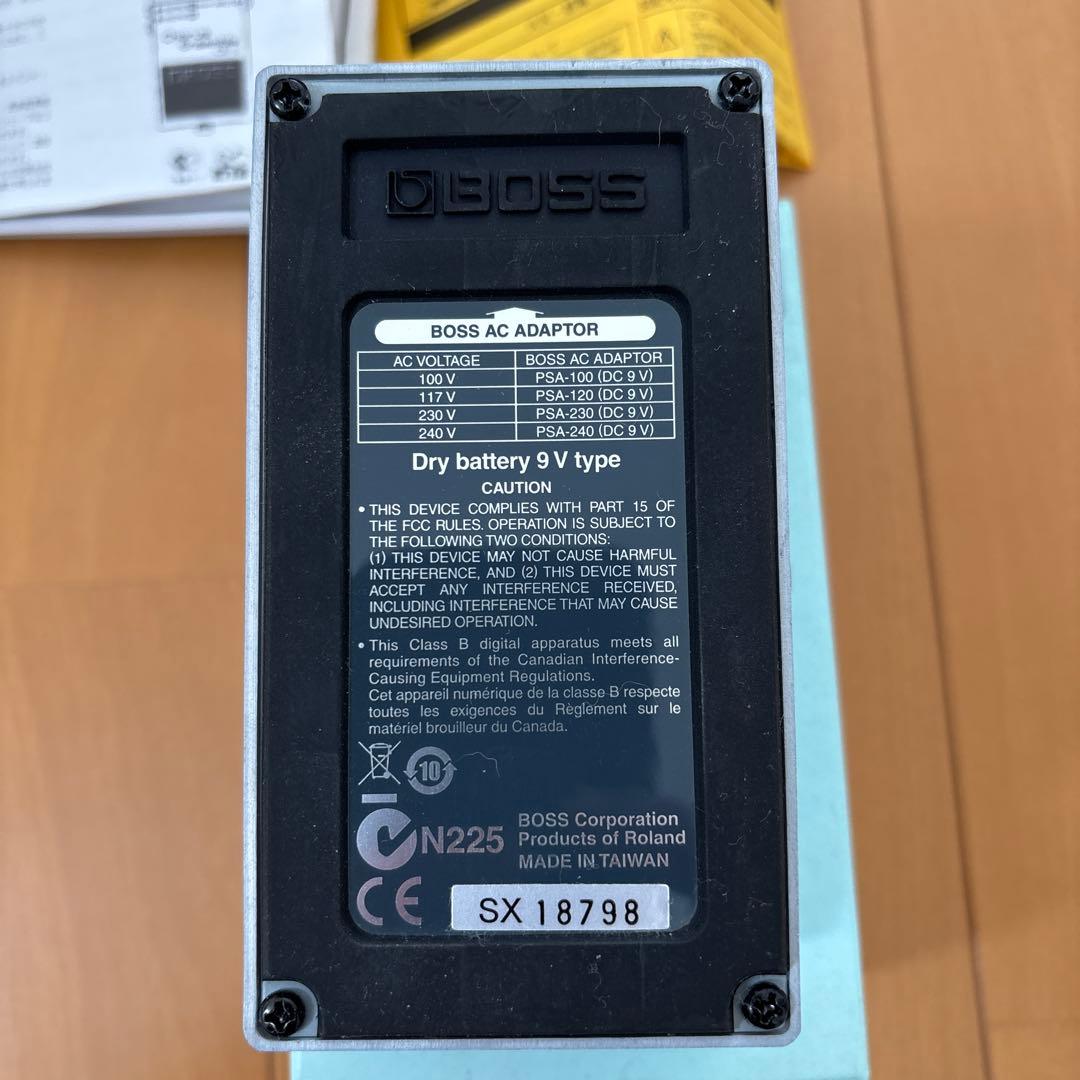 BOSS
BOSS AC ADAPTOR
AC VOLTAGE BOSS AC ADAPTOR
100 V PSA-100 (DC 9 V)
117 V PSA-120 (DC 9 V)
230 V PSA-230 (DC 9 V)
240 V PSA-240 (DC 9 V)
Dry battery 9 V type
CAUTION
• THIS DEVICE COMPLIES WITH PART 15 OF
THE FCC RULES. OPERATION IS SUBJECT TO
THE FOLLOWING TWO CONDITIONS:
(1) THIS DEVICE MAY NOT CAUSE HARMFUL
INTERFERENCE, AND (2) THIS DEVICE MUST
ACCEPT ANY INTERFERENCE RECEIVED,
INCLUDING INTERFERENCE THAT MAY CAUSE
UNDESIRED OPERATION.
• This Class B digital apparatus meets all
requirements of the Canadian Interference-
Causing Equipment Regulations.
Cet appareil numérique de la classe B respecte
toutes les exigences du Règlement sur le
matériel brouilleur du Canada.
10
N225
BOSS Corporation
Products of Roland
MADE IN TAIWAN
CE
SX 18798